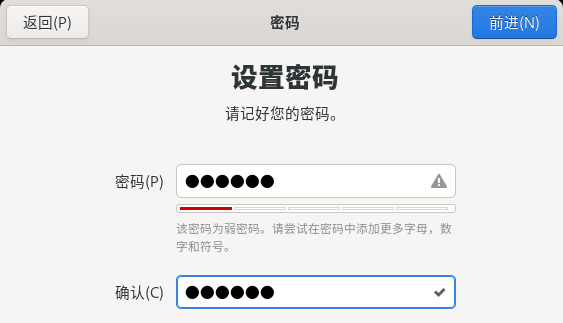 返回(P)
密码
前进(N)
设置密码
请记好您的密码。
密码(P)
●●●●●●
该密码为弱密码。请尝试在密码中添加更多字母，数
字和符号。
确认(C)
●●●●●●